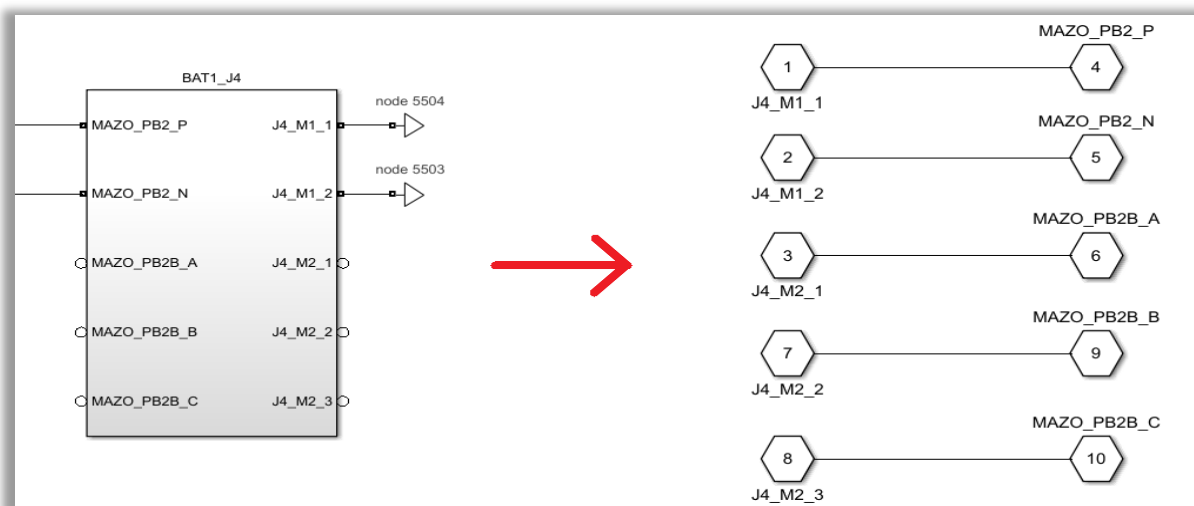 BAT1_J4
MAZO_PB2_P J4_M1_1
node 5504
MAZO_PB2_N J4_M1_2
node 5503
MAZO_PB2B_A J4_M2_1
MAZO_PB2B_B J4_M2_2
MAZO_PB2B_C J4_M2_3
MAZO_PB2_P
1 4
J4_M1_1
MAZO_PB2_N
2 5
J4_M1_2
MAZO_PB2B_A
3 6
J4_M2_1
MAZO_PB2B_B
7 9
J4_M2_2
MAZO_PB2B_C
8 10
J4_M2_3